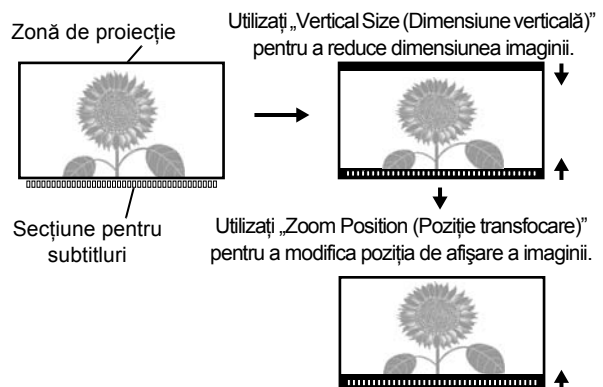 Zonă de proiecție
Utilizați „Vertical Size (Dimensiune verticală)”
pentru a reduce dimensiunea imaginii.
Secțiune pentru
subtitluri
Utilizați „Zoom Position (Poziție transfocare)”
pentru a modifica poziția de afişare a imaginii.